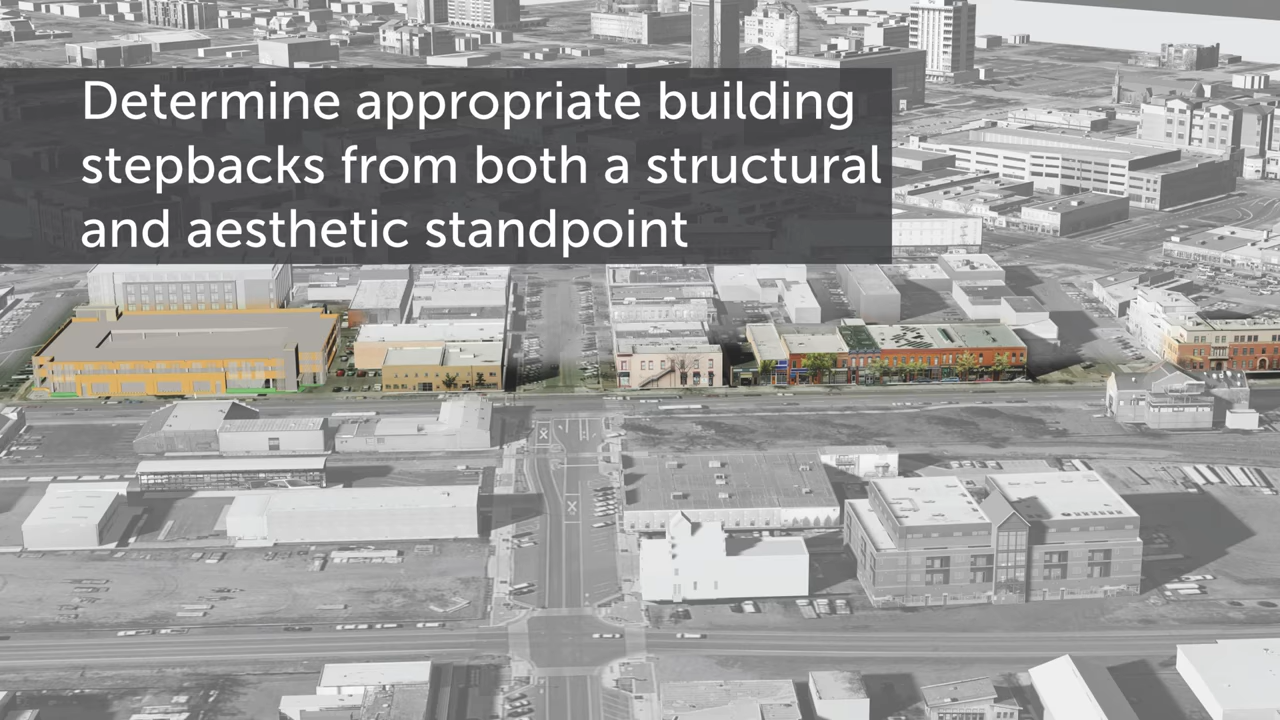 Determine appropriate building
stepbacks from both a structural
and aesthetic standpoint